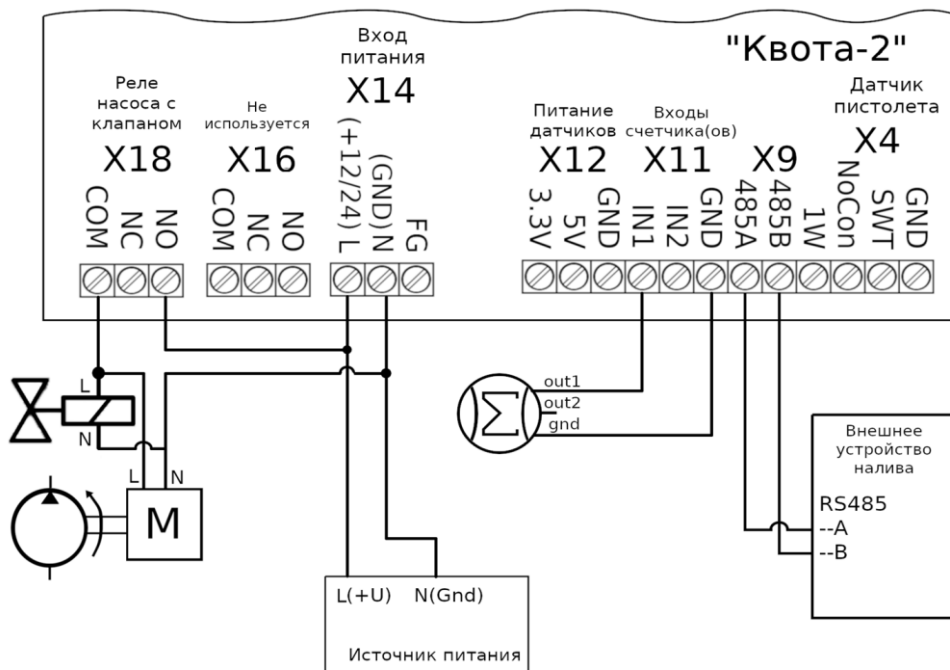 "Квота-2"
Вход
питания
X14
Реле
насоса с
клапаном
X18
Не
используется
X16
Питание
датчиков
X12
Входы
счетчика(ов)
X11
X9
Датчик
пистолета
X4
COM
NC
NO
COM
NC
NO
(+12/24) L
(GND) N
FG
3.3V
5V
GND
IN1
IN2
GND
485A
485B
1W
NoCon
SWT
GND
L
N
L
N
M
out1
out2
gnd
Внешнее
устройство
налива
RS485
--A
--B
L(+U) N(Gnd)
Источник питания